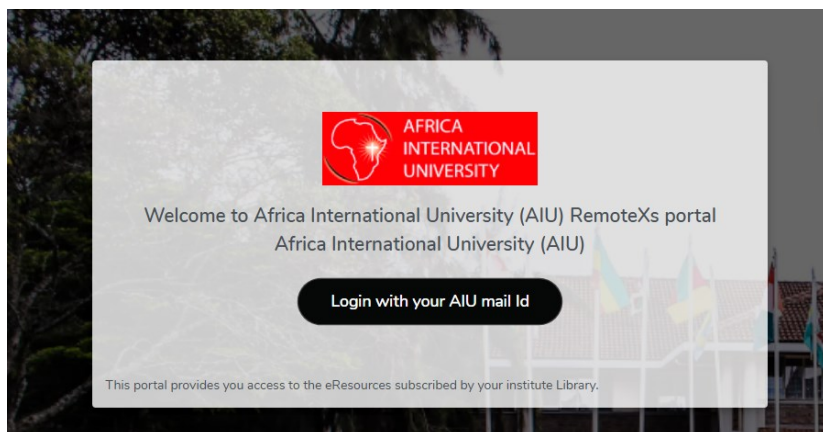 AFRICA
INTERNATIONAL
UNIVERSITY
Welcome to Africa International University (AIU) RemoteXs portal
Africa International University (AIU)
Login with your AIU mail Id
This portal provides you access to the eResources subscribed by your institute Library.